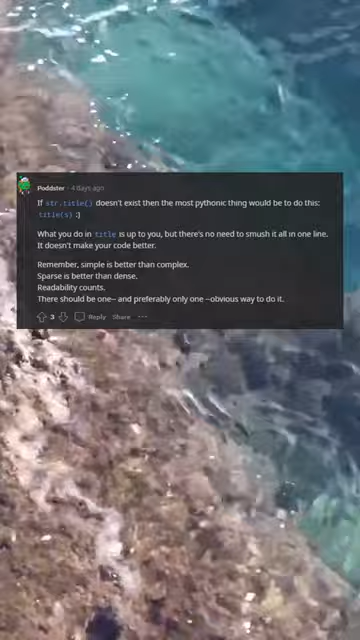 Poddster · 4 days ago
If str.title() doesn't exist then the most pythonic thing would be to do this:
title(s) :)
What you do in title is up to you, but there's no need to smush it all in one line.
It doesn't make your code better.
Remember, simple is better than complex.
Sparse is better than dense.
Readability counts.
There should be one-- and preferably only one --obvious way to do it.
3 Reply Share ···